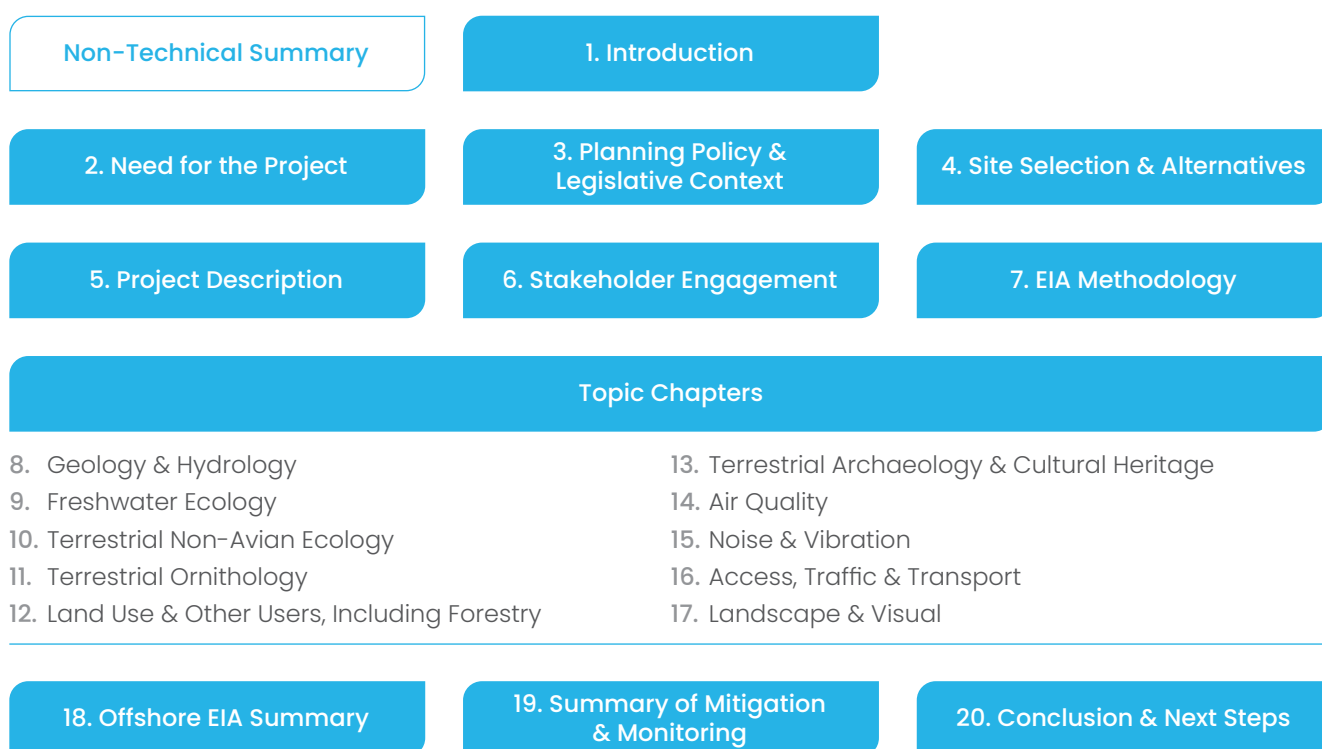 Non-Technical Summary
1. Introduction
2. Need for the Project
3. Planning Policy &
Legislative Context
4. Site Selection & Alternatives
5. Project Description
6. Stakeholder Engagement
7. EIA Methodology
Topic Chapters
8. Geology & Hydrology
9. Freshwater Ecology
10. Terrestrial Non-Avian Ecology
11. Terrestrial Ornithology
12. Land Use & Other Users, Including Forestry
13. Terrestrial Archaeology & Cultural Heritage
14. Air Quality
15. Noise & Vibration
16. Access, Traffic & Transport
17. Landscape & Visual
18. Offshore EIA Summary
19. Summary of Mitigation
& Monitoring
20. Conclusion & Next Steps